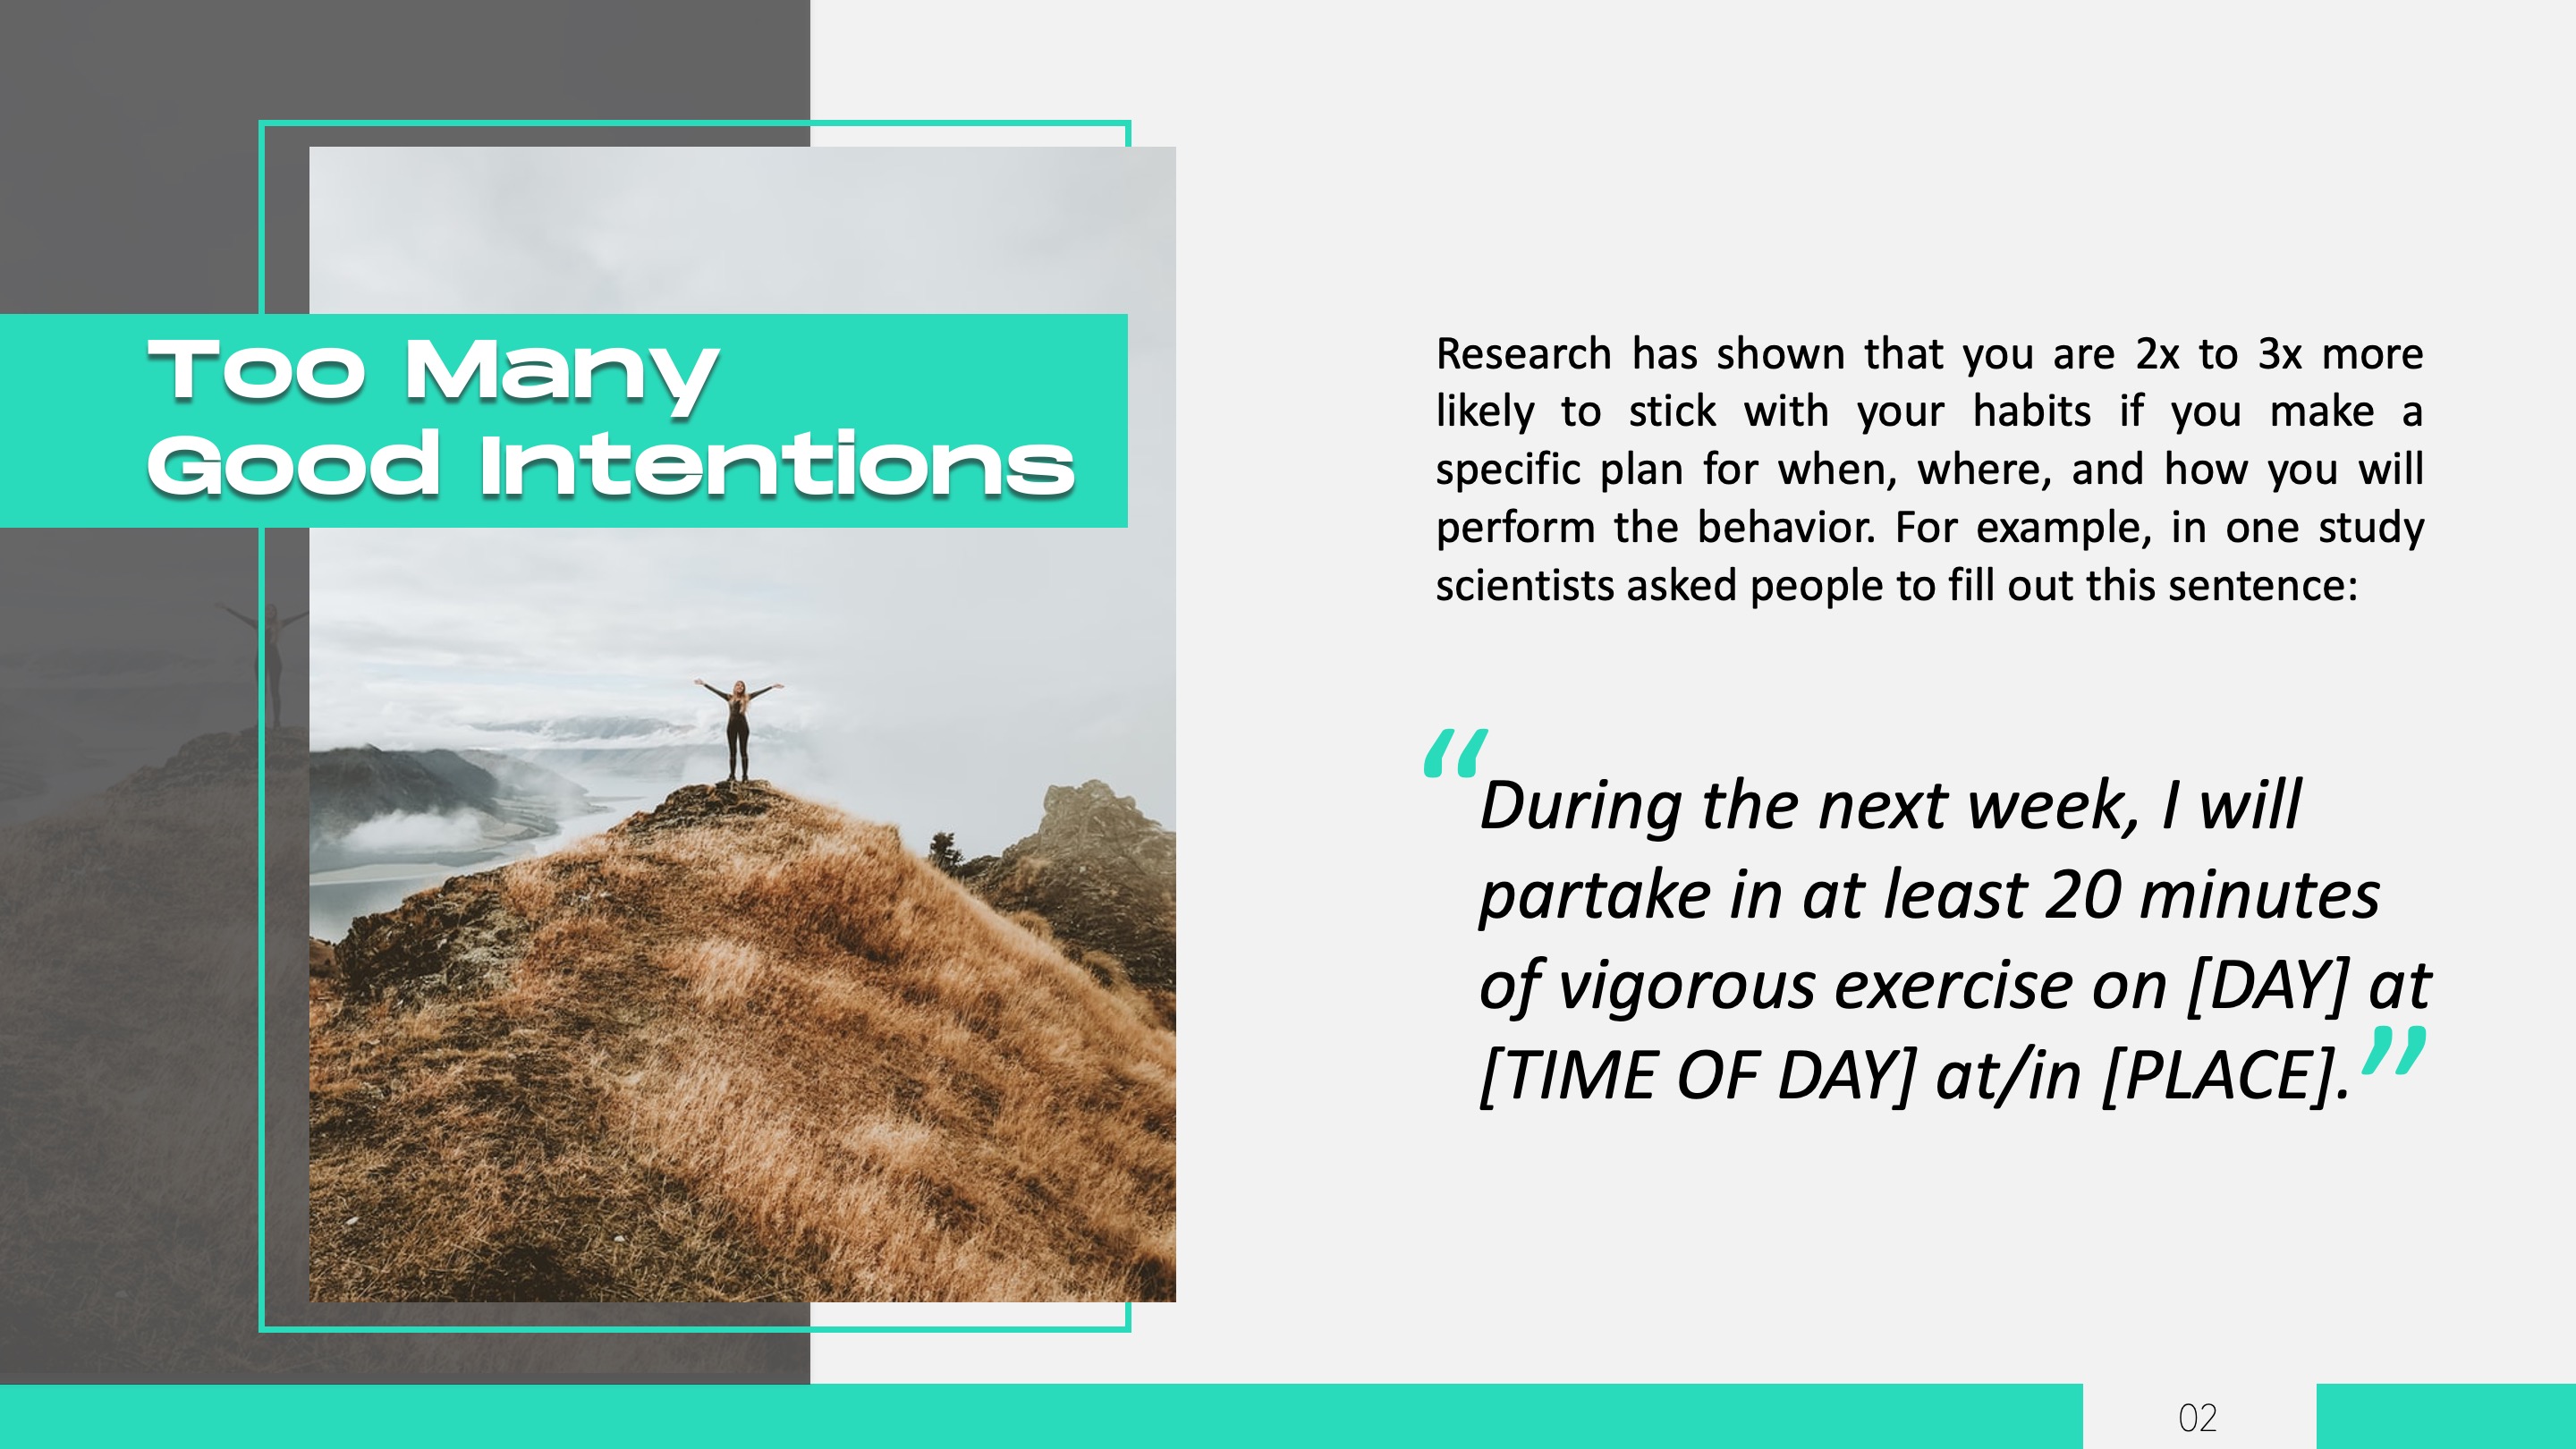 Too Many
Good Intentions
Research has shown that you are 2x to 3x more
likely to stick with your habits if you make a
specific plan for when, where, and how you will
perform the behavior. For example, in one study
scientists asked people to fill out this sentence:
“During the next week, I will
partake in at least 20 minutes
of vigorous exercise on [DAY] at
[TIME OF DAY] at/in [PLACE].”
02